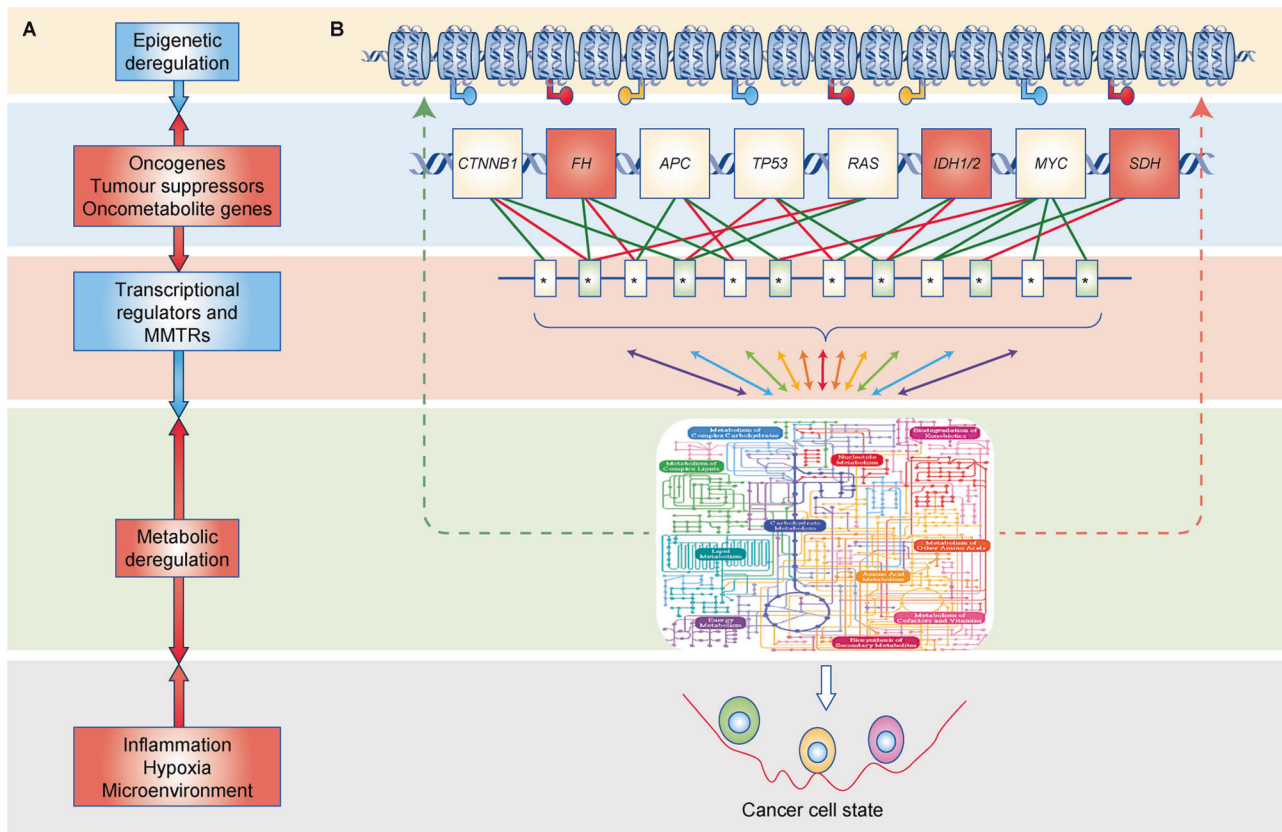 A
Epigenetic
deregulation
Oncogenes
Tumour suppressors
Oncometabolite genes
Transcriptional
regulators and
MMTRs
Metabolic
deregulation
Inflammation
Hypoxia
Microenvironment
B
CTNNB1
FH
APC
TP53
RAS
IDH1/2
MYC
SDH
* * * * * * * * * * * *
Metabolism of
Complex Carbohydrates
Biodegradation of
Xenobiotics
Nucleotide
Metabolism
Metabolism of
Complex Lipids
Carbohydrate
Metabolism
Lipid
Metabolism
Metabolism of
Other Amino Acids
Amino Acid
Metabolism
Energy
Metabolism
Metabolism of
Cofactors and Vitamins
Biosynthesis of
Secondary Metabolites
Cancer cell state